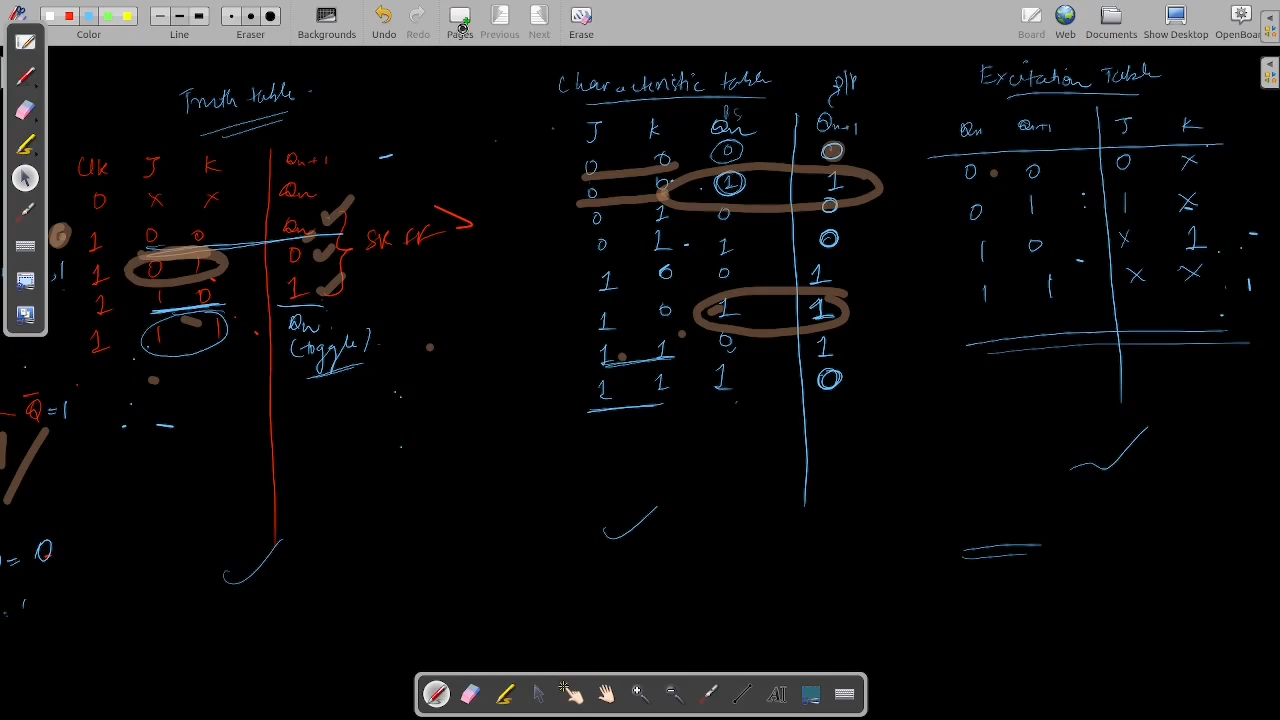 Color Line Eraser Backgrounds Undo Redo Pages Previous Next Erase Board Web Documents Show Desktop OpenBoar
Truth table
Clk J K Qn+1
0 x x Qn
1 0 0 Qn
1 0 1 0
1 1 0 1
1 1 1 Q̅n
(toggle)
SR FF
Q̅ = 1
= 0
Characteristic table
P.S O/P
J K Qn Qn+1
0 0 0 0
0 0 1 1
0 1 0 0
0 1 1 0
1 0 0 1
1 0 1 1
1 1 0 1
1 1 1 0
Excitation Table
Qn Qn+1 J K
0 0 0 x
0 1 1 x
1 0 x 1
1 1 x x
AI